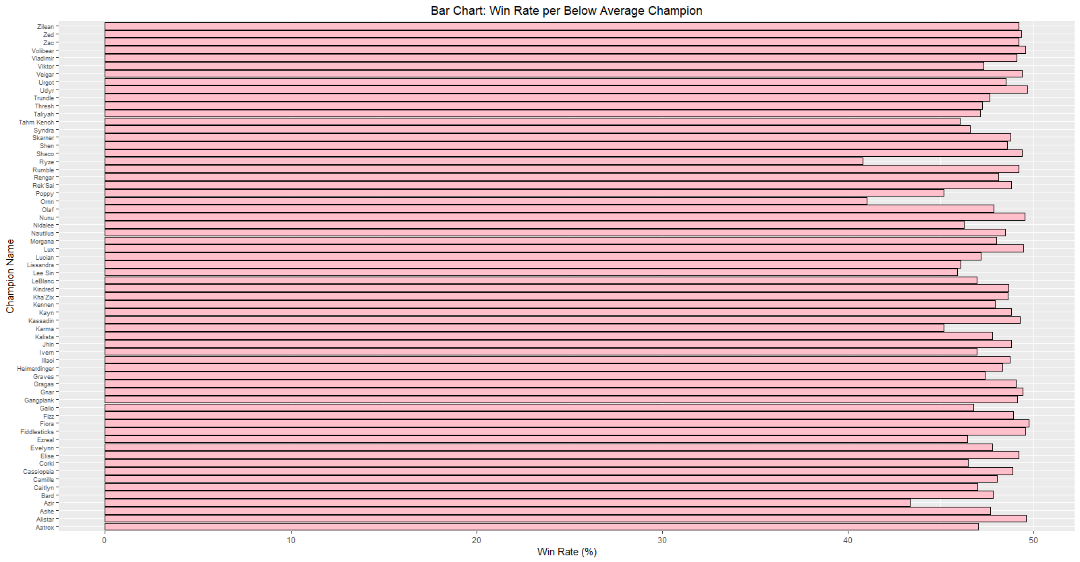 Bar Chart: Win Rate per Below Average Champion
Champion Name
Zilean
Zed
Zac
Volibear
Vladimir
Viktor
Veigar
Urgot
Udyr
Trundle
Thresh
Taliyah
Tahm Kench
Syndra
Skarner
Shen
Shaco
Ryze
Rumble
Rengar
Rek'Sai
Poppy
Ornn
Olaf
Nunu
Nidalee
Nautilus
Morgana
Lux
Lucian
Lissandra
Lee Sin
LeBlanc
Kindred
Kha'Zix
Kennen
Kayn
Kassadin
Karma
Kalista
Jhin
Ivern
Illaoi
Heimerdinger
Graves
Gragas
Gnar
Gangplank
Galio
Fizz
Fiora
Fiddlesticks
Ezreal
Evelynn
Elise
Corki
Cassiopeia
Camille
Caitlyn
Bard
Azir
Ashe
Alistar
Aatrox
0 10 20 30 40 50
Win Rate (%)